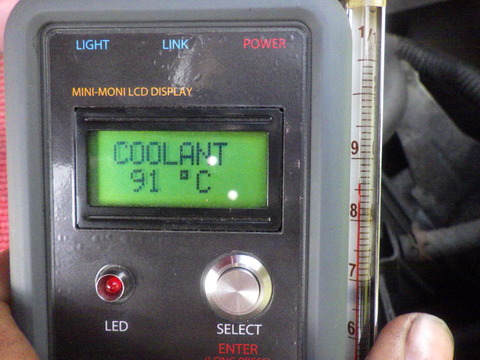 LIGHT LINK POWER
MINI-MONI LCD DISPLAY
COOLANT
91 °C
LED SELECT
ENTER
9
8
7
6